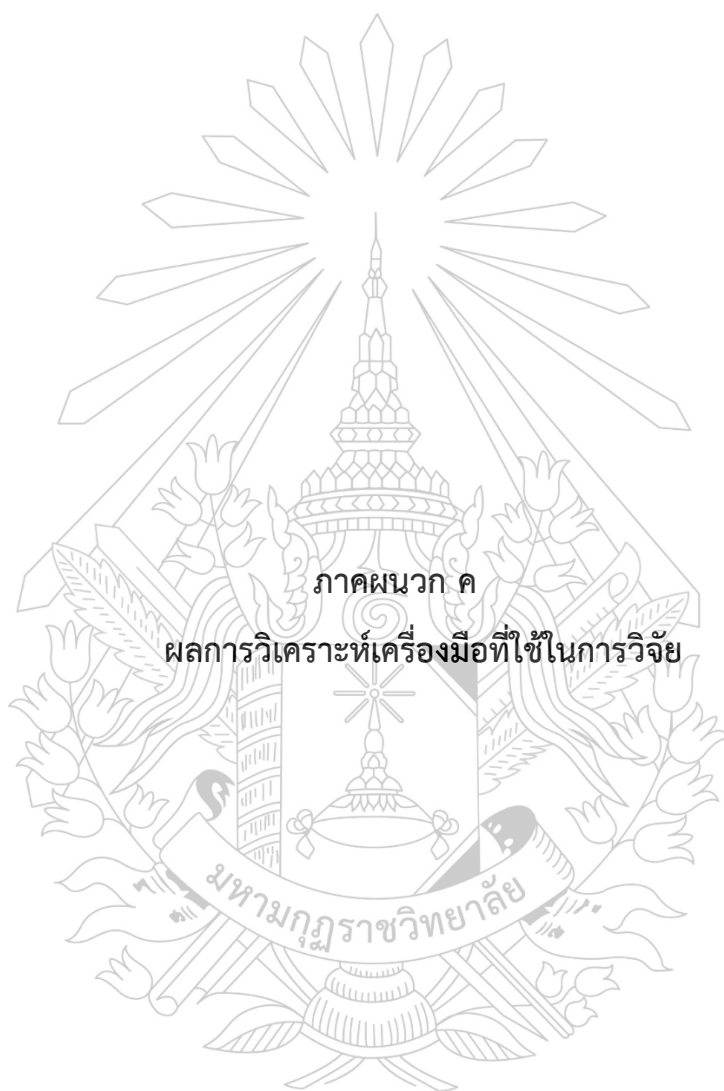 ภาคผนวก ค
ผลการวิเคราะห์เครื่องมือที่ใช้ในการวิจัย
มหามกุฏราชวิทยาลัย